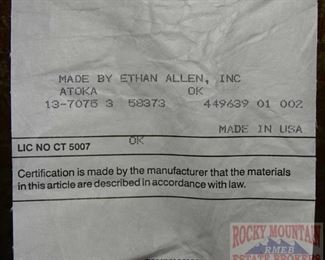 MADE BY ETHAN ALLEN, INC
ATOKA OK
13-7075 3 58373 449639 01 002
MADE IN USA
LIC NO CT 5007
OK
Certification is made by the manufacturer that the materials
in this article are described in accordance with law.
ROCKY MOUNTAIN
RMEB
ESTATE BROKERS